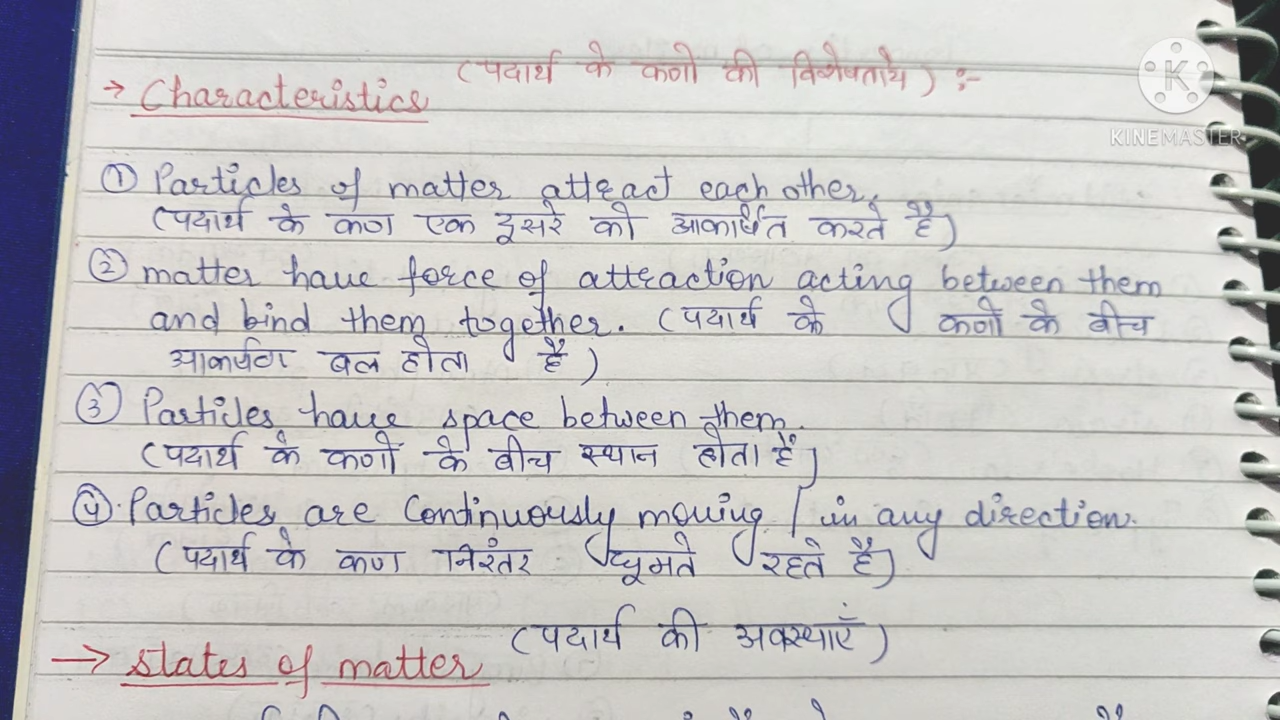 (पदार्थ के कणो की विशेषताये) :-
→ Characteristics
① Particles of matter attract each other.
(पदार्थ के कण एक दूसरे को आकर्षित करते हैं)
② matter have force of attraction acting between them
and bind them together. (पदार्थ के कणो के बीच
आकर्षण बल होता हैं)
③ Particles have space between them.
(पदार्थ के कणों के बीच स्थान होता हैं)
④ Particles are Continuously moving / in any direction.
(पदार्थ के कण निरंतर घूमते रहते हैं)
(पदार्थ की अवस्थाएं)
→ States of matter
K
KINEMASTER